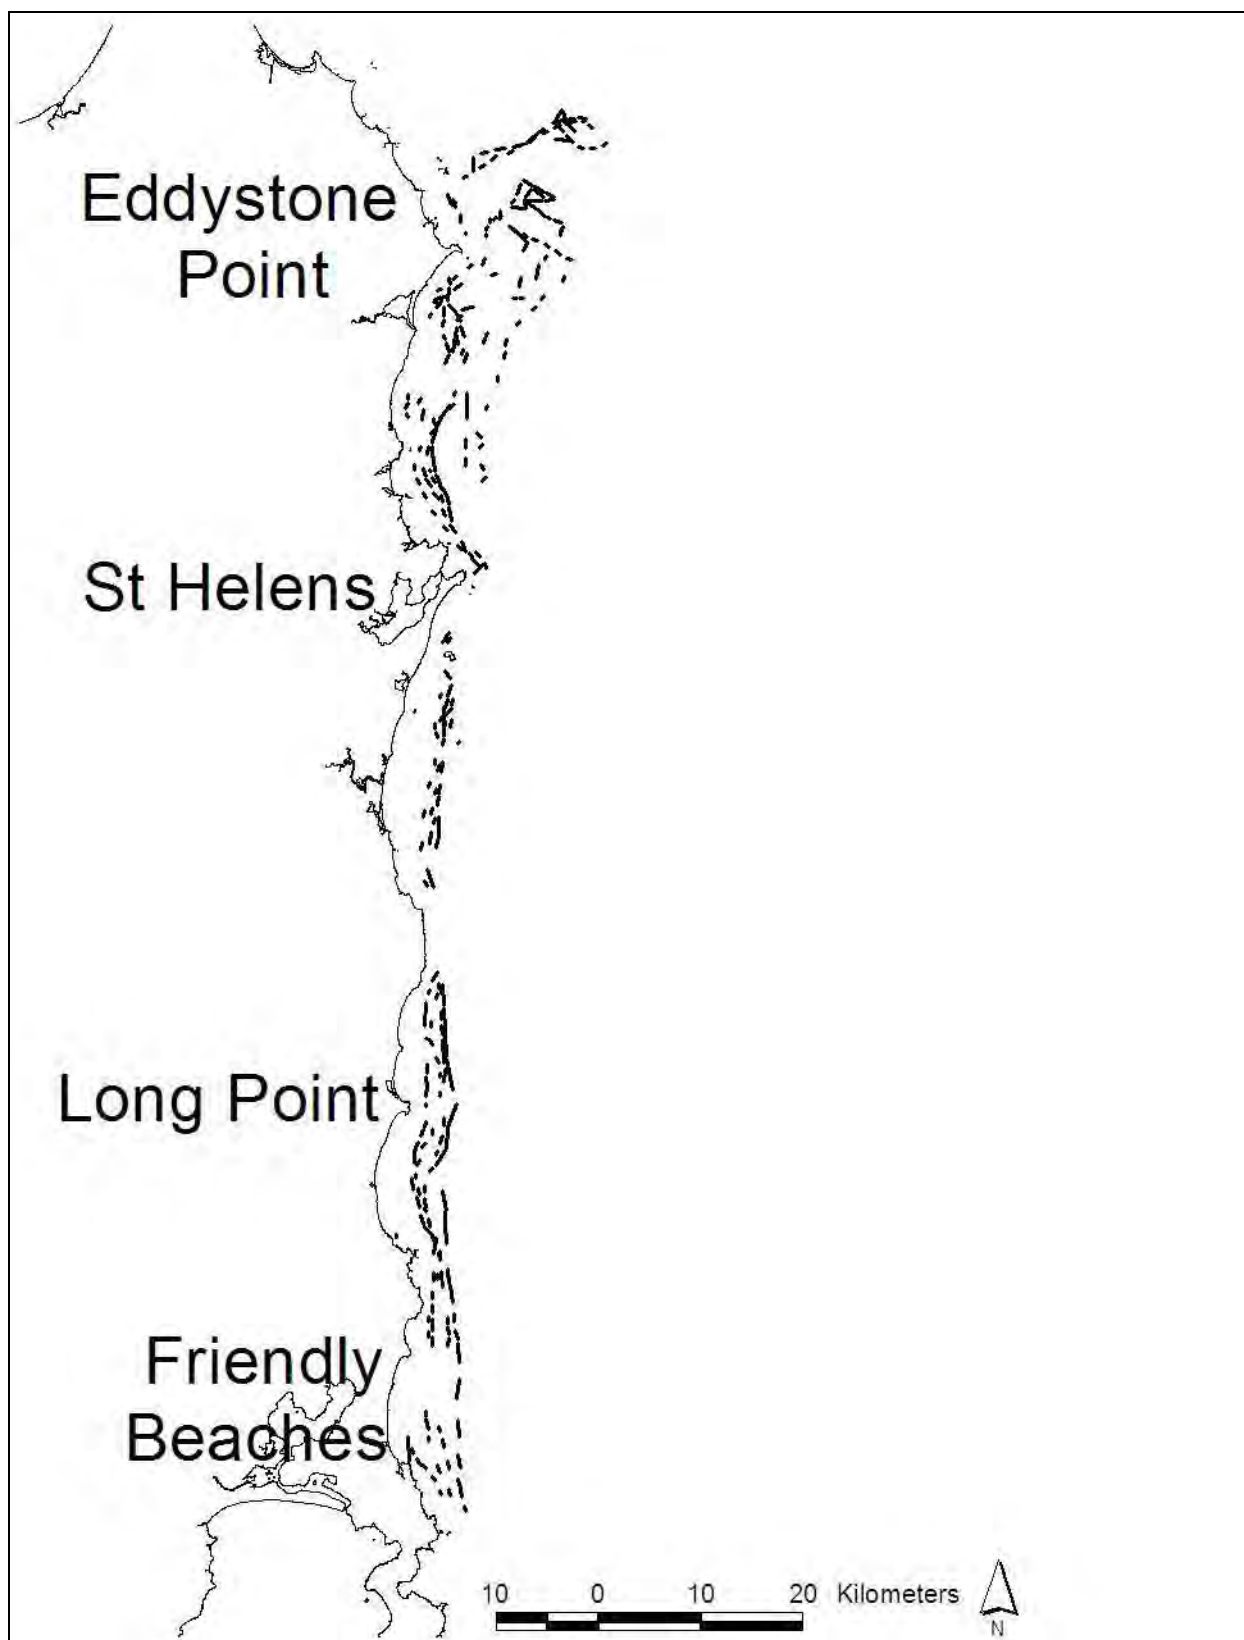 Eddystone
Point
St Helens
Long Point
Friendly
Beaches
10 0 10 20 Kilometers
N